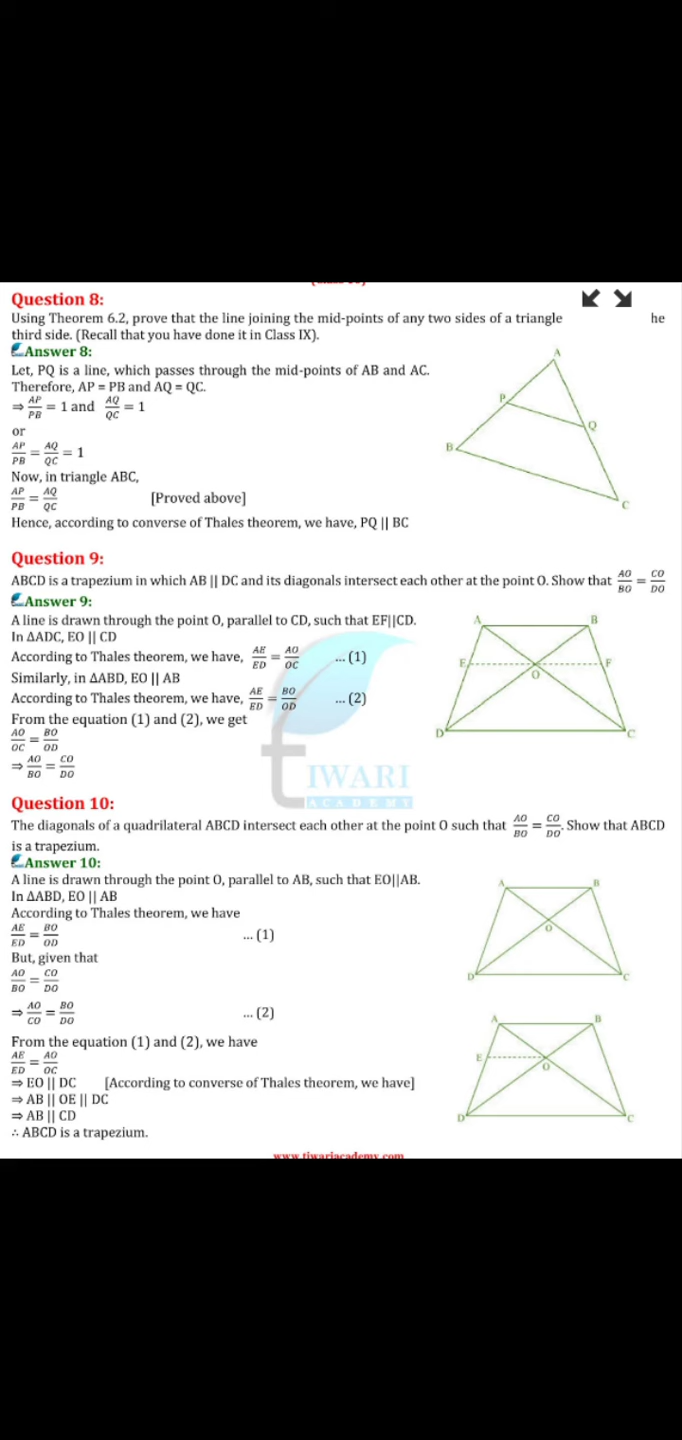 Question 8:
Using Theorem 6.2, prove that the line joining the mid-points of any two sides of a triangle he
third side. (Recall that you have done it in Class IX).
Answer 8:
Let, PQ is a line, which passes through the mid-points of AB and AC.
Therefore, AP = PB and AQ = QC.
⇒ AP/PB = 1 and AQ/QC = 1
or
AP/PB = AQ/QC = 1
Now, in triangle ABC,
AP/PB = AQ/QC [Proved above]
Hence, according to converse of Thales theorem, we have, PQ || BC
A
P
Q
B
C
Question 9:
ABCD is a trapezium in which AB || DC and its diagonals intersect each other at the point O. Show that AO/BO = CO/DO
Answer 9:
A line is drawn through the point O, parallel to CD, such that EF||CD.
In ΔADC, EO || CD
According to Thales theorem, we have, AE/ED = AO/OC ... (1)
Similarly, in ΔABD, EO || AB
According to Thales theorem, we have, AE/ED = BO/OD ... (2)
From the equation (1) and (2), we get
AO/OC = BO/OD
⇒ AO/BO = CO/DO
A B
E F
O
D C
TIWARI
ACADEMY
Question 10:
The diagonals of a quadrilateral ABCD intersect each other at the point O such that AO/BO = CO/DO. Show that ABCD
is a trapezium.
Answer 10:
A line is drawn through the point O, parallel to AB, such that EO||AB.
In ΔABD, EO || AB
According to Thales theorem, we have
AE/ED = BO/OD ... (1)
But, given that
AO/BO = CO/DO
⇒ AO/CO = BO/DO ... (2)
From the equation (1) and (2), we have
AE/ED = AO/OC
⇒ EO || DC [According to converse of Thales theorem, we have]
⇒ AB || OE || DC
⇒ AB || CD
∴ ABCD is a trapezium.
A B
O
D C
A B
E
O
D C
www.tiwariacademy.com